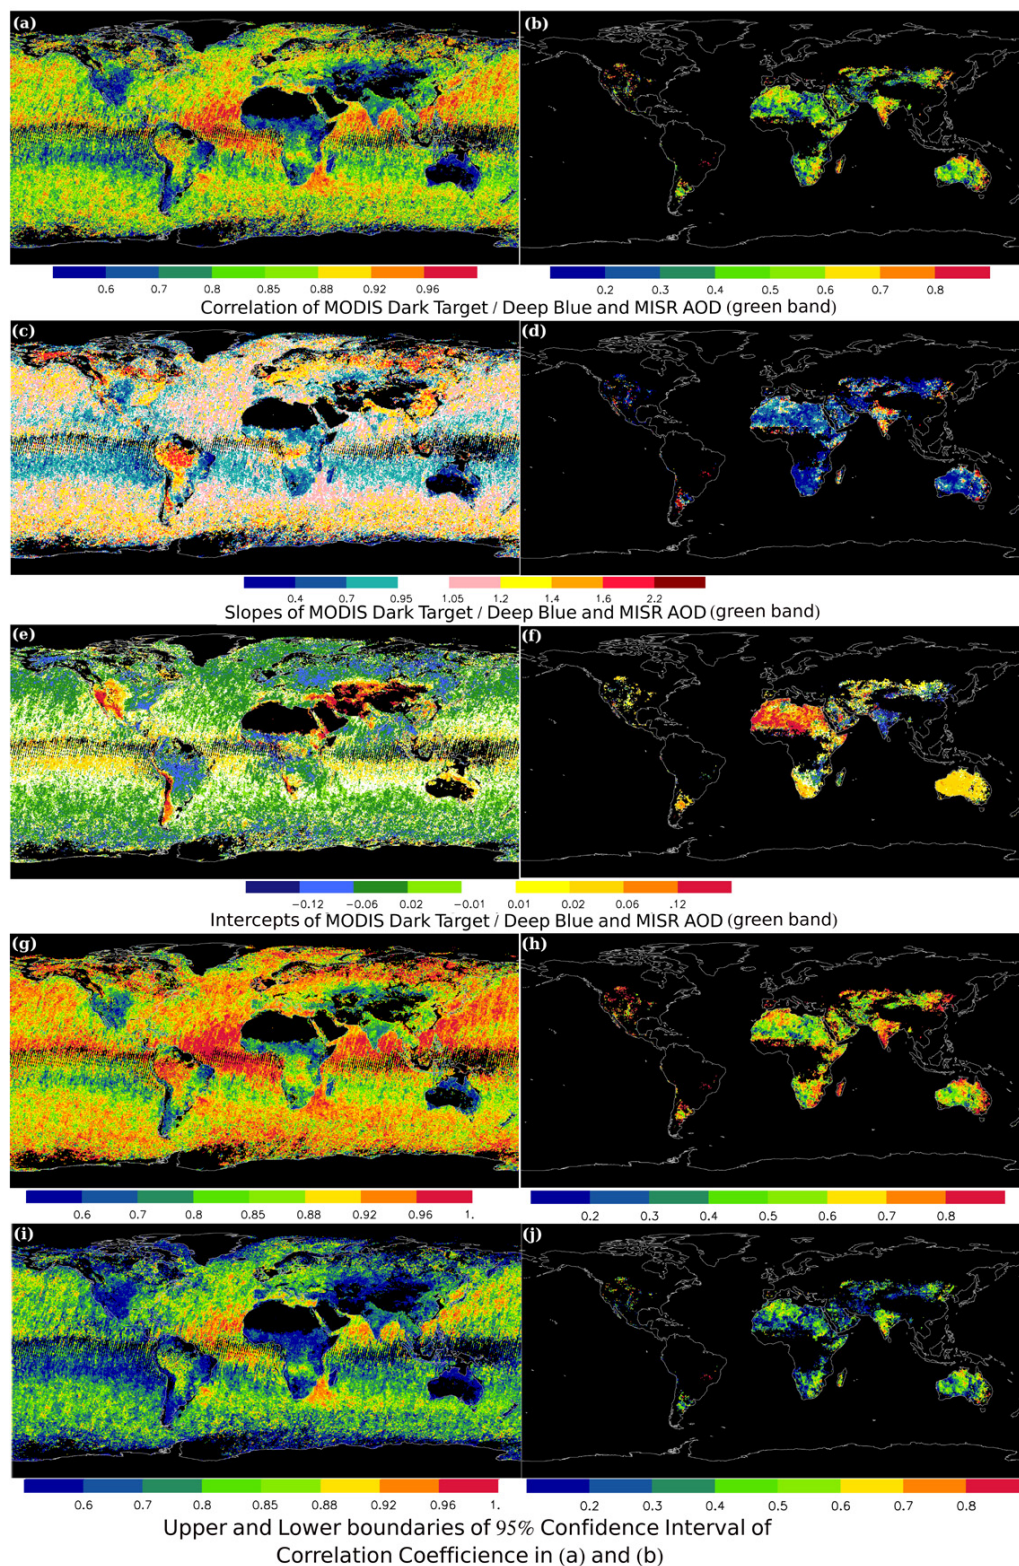 (a) (b)
0.6 0.7 0.8 0.85 0.88 0.92 0.96 0.2 0.3 0.4 0.5 0.6 0.7 0.8
Correlation of MODIS Dark Target / Deep Blue and MISR AOD (green band)
(c) (d)
0.4 0.7 0.95 1.05 1.2 1.4 1.6 2.2
Slopes of MODIS Dark Target / Deep Blue and MISR AOD (green band)
(e) (f)
−0.12 −0.06 0.02 −0.01 0.01 0.02 0.06 .12
Intercepts of MODIS Dark Target / Deep Blue and MISR AOD (green band)
(g) (h)
0.6 0.7 0.8 0.85 0.88 0.92 0.96 1. 0.2 0.3 0.4 0.5 0.6 0.7 0.8
(i) (j)
0.6 0.7 0.8 0.85 0.88 0.92 0.96 1. 0.2 0.3 0.4 0.5 0.6 0.7 0.8
Upper and Lower boundaries of 95% Confidence Interval of
Correlation Coefficience in (a) and (b)